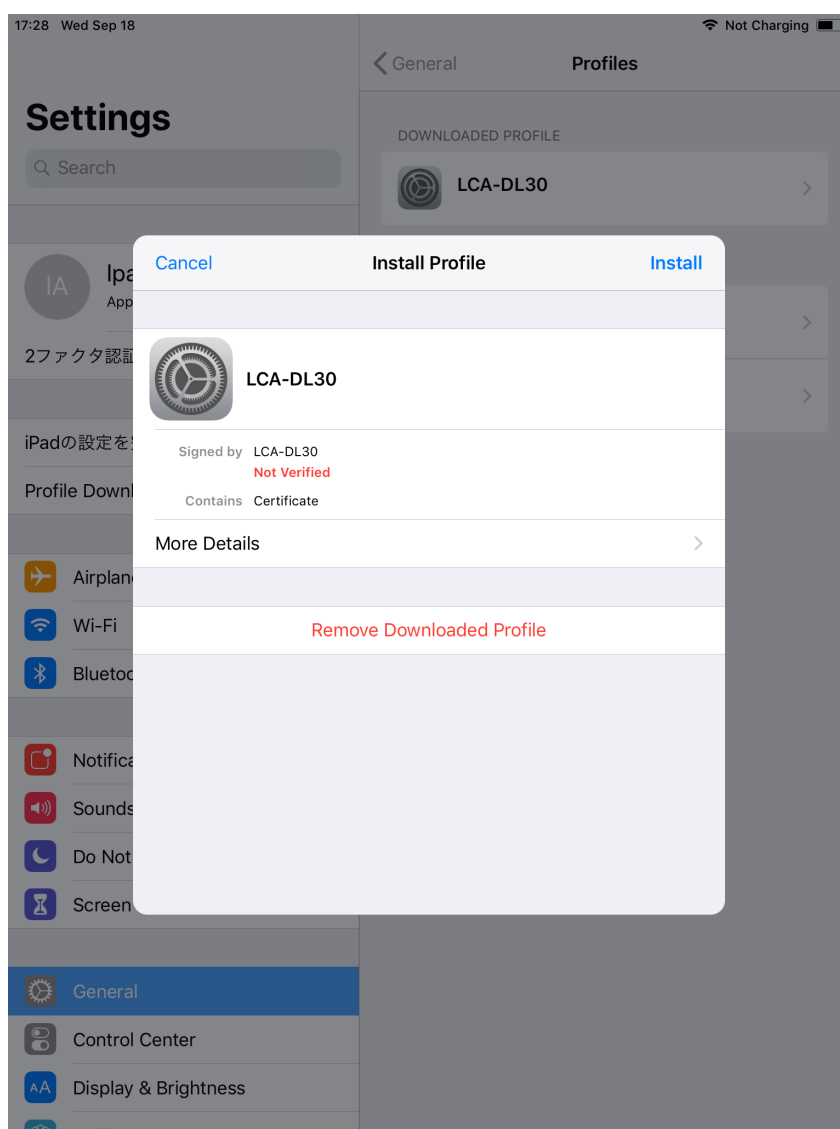 17:28 Wed Sep 18
Not Charging
Settings
Search
IA
Ipa
App
2ファクタ認証
iPadの設定を
Profile Downl
Airplan
Wi-Fi
Bluetoo
Notifica
Sounds
Do Not
Screen
General
Control Center
AA
Display & Brightness
General
Profiles
DOWNLOADED PROFILE
LCA-DL30
Cancel
Install Profile
Install
LCA-DL30
Signed by LCA-DL30
Not Verified
Contains Certificate
More Details
Remove Downloaded Profile